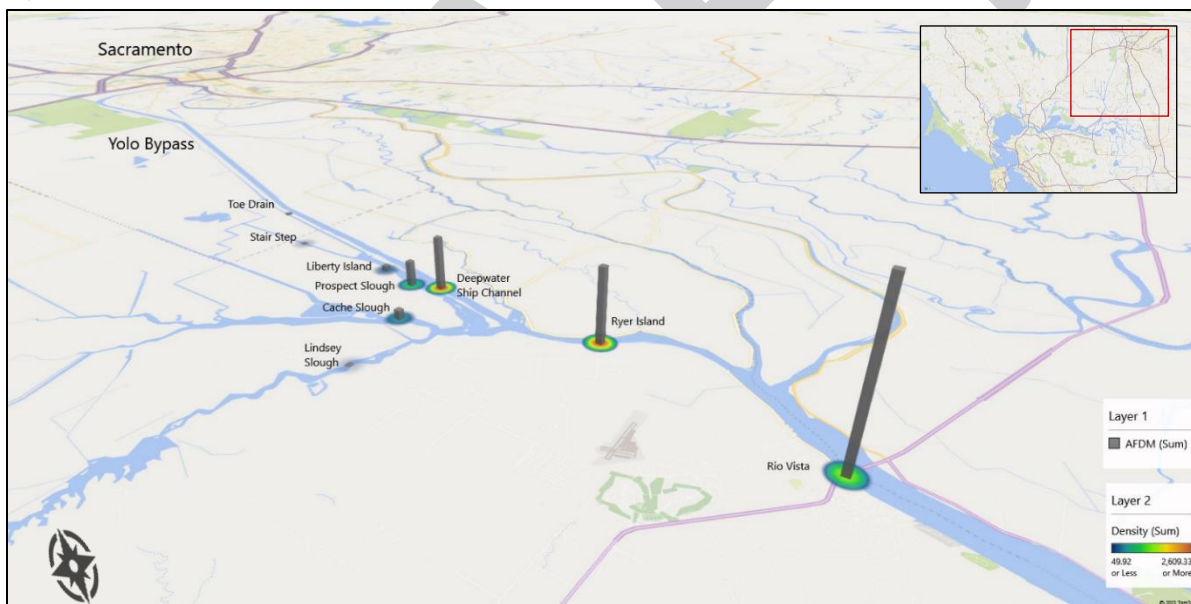 Sacramento
Yolo Bypass
Toe Drain
Stair Step
Liberty Island
Prospect Slough
Deepwater
Ship Channel
Cache Slough
Ryer Island
Lindsey
Slough
Rio Vista
Layer 1
AFDM (Sum)
Layer 2
Density (Sum)
49.92 2,609.33
or Less or More